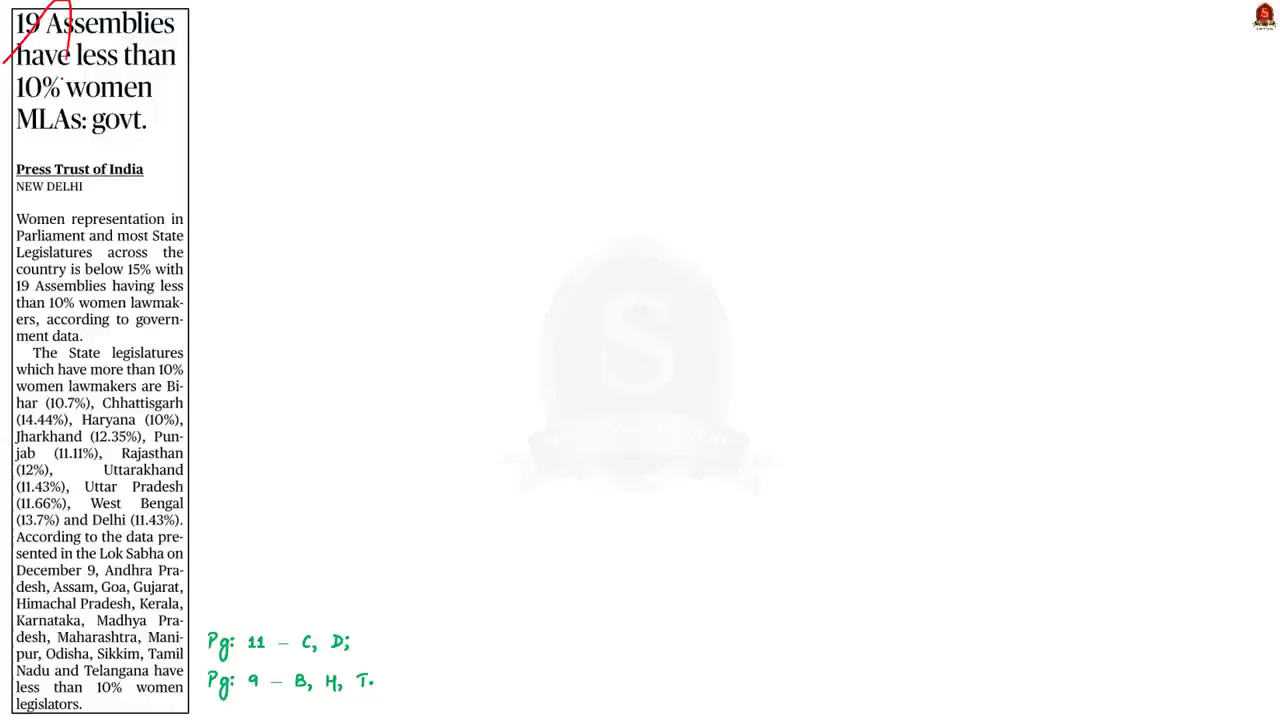 19 Assemblies
have less than
10% women
MLAs: govt.
Press Trust of India
NEW DELHI
Women representation in
Parliament and most State
Legislatures across the
country is below 15% with
19 Assemblies having less
than 10% women lawmak-
ers, according to govern-
ment data.
The State legislatures
which have more than 10%
women lawmakers are Bi-
har (10.7%), Chhattisgarh
(14.44%), Haryana (10%),
Jharkhand (12.35%), Pun-
jab (11.11%), Rajasthan
(12%), Uttarakhand
(11.43%), Uttar Pradesh
(11.66%), West Bengal
(13.7%) and Delhi (11.43%).
According to the data pre-
sented in the Lok Sabha on
December 9, Andhra Pra-
desh, Assam, Goa, Gujarat,
Himachal Pradesh, Kerala,
Karnataka, Madhya Pra-
desh, Maharashtra, Mani-
pur, Odisha, Sikkim, Tamil
Nadu and Telangana have
less than 10% women
legislators.
Pg: 11 – C, D;
Pg: 9 – B, H, T.
S